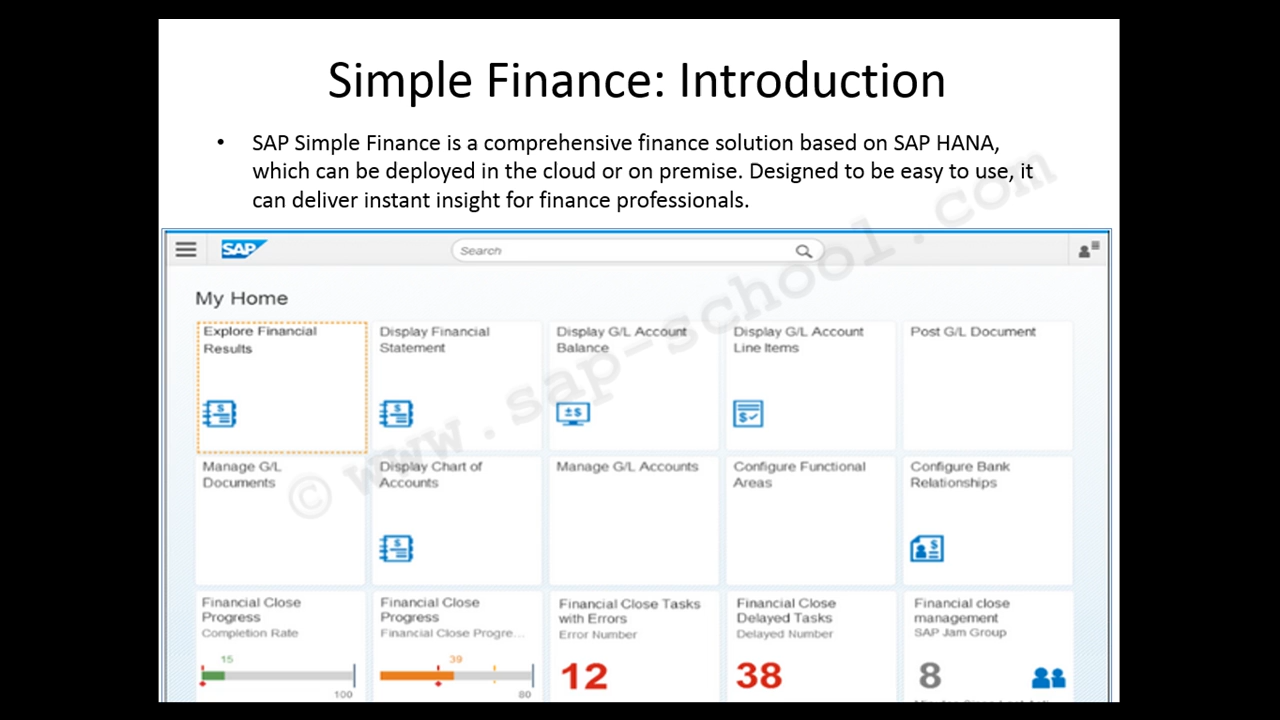 Simple Finance: Introduction
• SAP Simple Finance is a comprehensive finance solution based on SAP HANA,
which can be deployed in the cloud or on premise. Designed to be easy to use, it
can deliver instant insight for finance professionals.
SAP
Search
My Home
Explore Financial
Results
Display Financial
Statement
Display G/L Account
Balance
Display G/L Account
Line Items
Post G/L Document
Manage G/L
Documents
Display Chart of
Accounts
Manage G/L Accounts
Configure Functional
Areas
Configure Bank
Relationships
Financial Close
Progress
Completion Rate
15
100
Financial Close
Progress
Financial Close Progre...
39
80
Financial Close Tasks
with Errors
Error Number
12
Financial Close
Delayed Tasks
Delayed Number
38
Financial close
management
SAP Jam Group
8
© www.sap-school.com